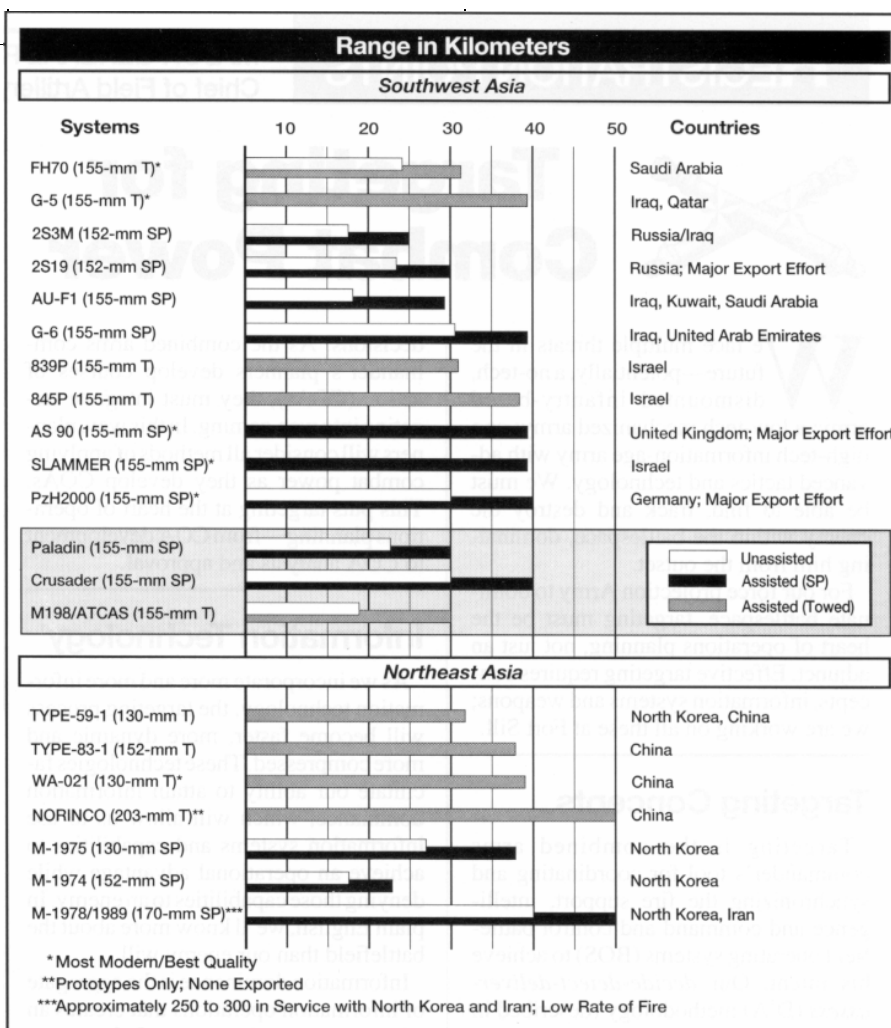 Range in Kilometers
Southwest Asia
Systems 10 20 30 40 50 Countries
FH70 (155-mm T)* Saudi Arabia
G-5 (155-mm T)* Iraq, Qatar
2S3M (152-mm SP) Russia/Iraq
2S19 (152-mm SP) Russia; Major Export Effort
AU-F1 (155-mm SP) Iraq, Kuwait, Saudi Arabia
G-6 (155-mm SP) Iraq, United Arab Emirates
839P (155-mm T) Israel
845P (155-mm T) Israel
AS 90 (155-mm SP)* United Kingdom; Major Export Effort
SLAMMER (155-mm SP)* Israel
PzH2000 (155-mm SP)* Germany; Major Export Effort
Paladin (155-mm SP)
Crusader (155-mm SP)
M198/ATCAS (155-mm T)
Unassisted
Assisted (SP)
Assisted (Towed)
Northeast Asia
TYPE-59-1 (130-mm T) North Korea, China
TYPE-83-1 (152-mm T) China
WA-021 (130-mm T)* China
NORINCO (203-mm T)** China
M-1975 (130-mm SP) North Korea
M-1974 (152-mm SP) North Korea
M-1978/1989 (170-mm SP)*** North Korea, Iran
*Most Modern/Best Quality
**Prototypes Only; None Exported
***Approximately 250 to 300 in Service with North Korea and Iran; Low Rate of Fire